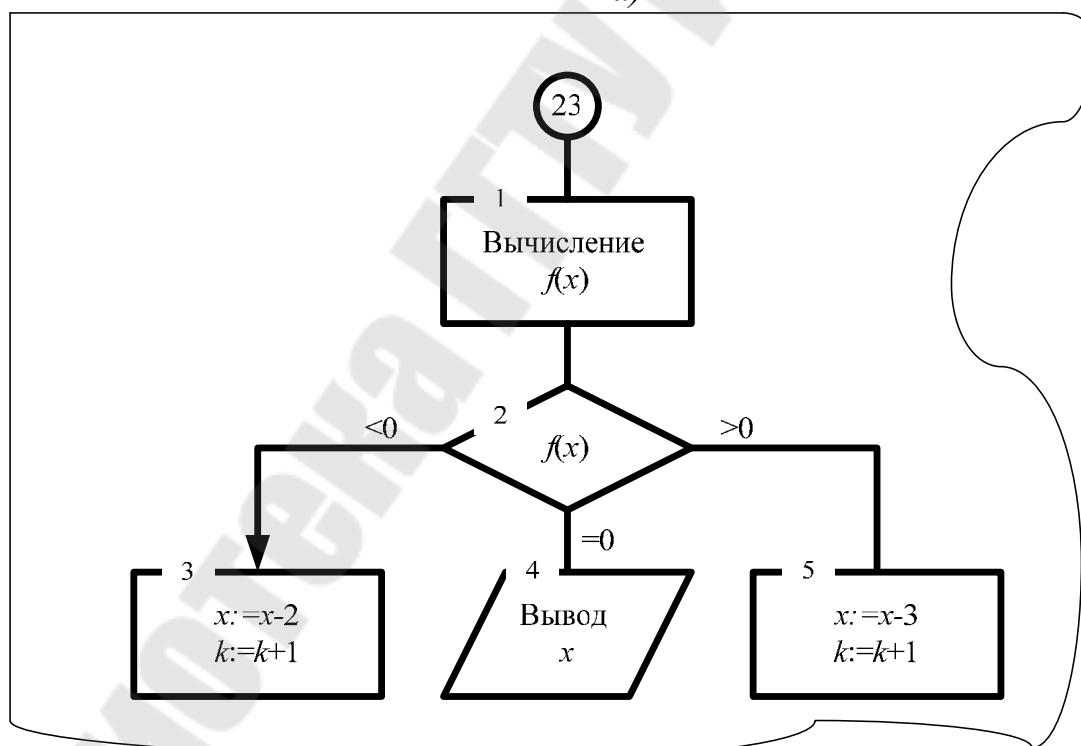 23
1
Вычисление
f(x)
2
f(x)
<0
>0
=0
3
x:=x-2
k:=k+1
4
Вывод
x
5
x:=x-3
k:=k+1